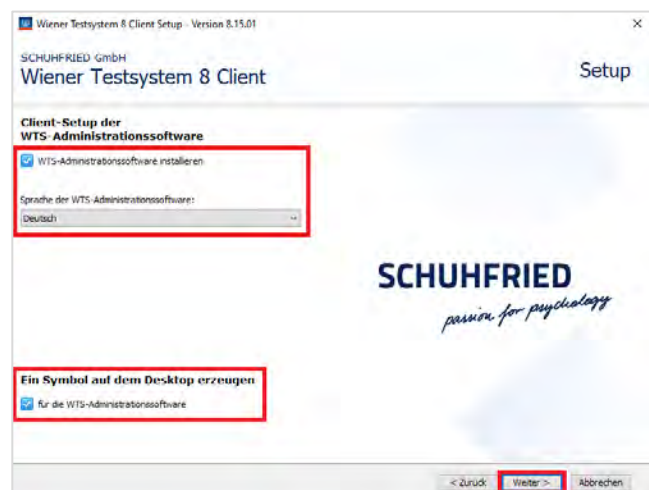 Wiener Testsystem 8 Client Setup - Version 8.15.01
SCHUHFRIED GmbH
Wiener Testsystem 8 Client
Setup
Client-Setup der
WTS-Administrationssoftware
WTS-Administrationssoftware installieren
Sprache der WTS-Administrationssoftware:
Deutsch
SCHUHFRIED
passion for psychology
Ein Symbol auf dem Desktop erzeugen
für die WTS-Administrationssoftware
< Zurück Weiter > Abbrechen